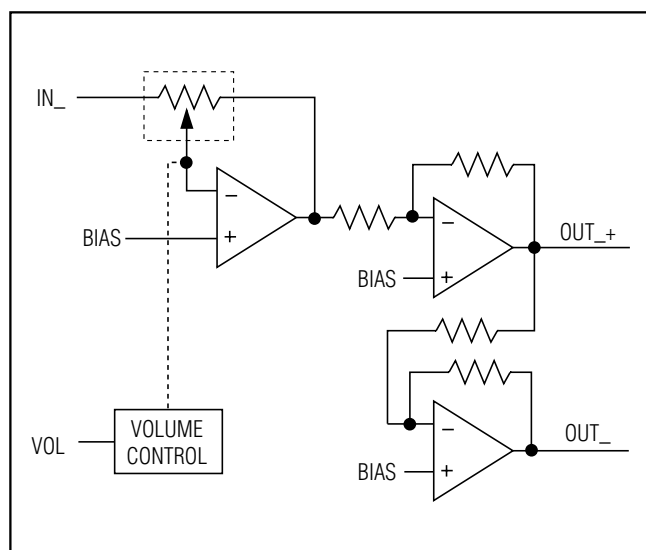 IN_
−
BIAS
+
−
OUT_+
BIAS
+
VOL
VOLUME
CONTROL
−
OUT_
BIAS
+